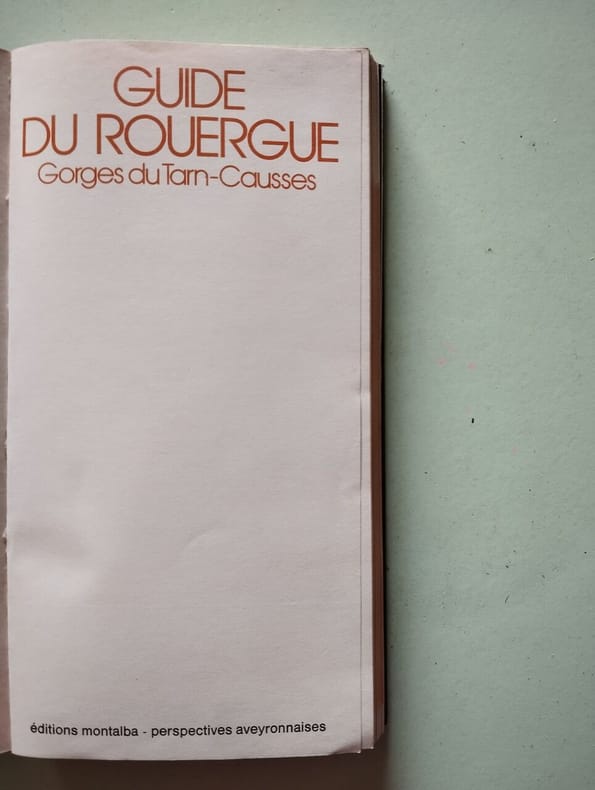 GUIDE
DU ROUERGUE
Gorges du Tarn-Causses
éditions montalba - perspectives aveyronnaises